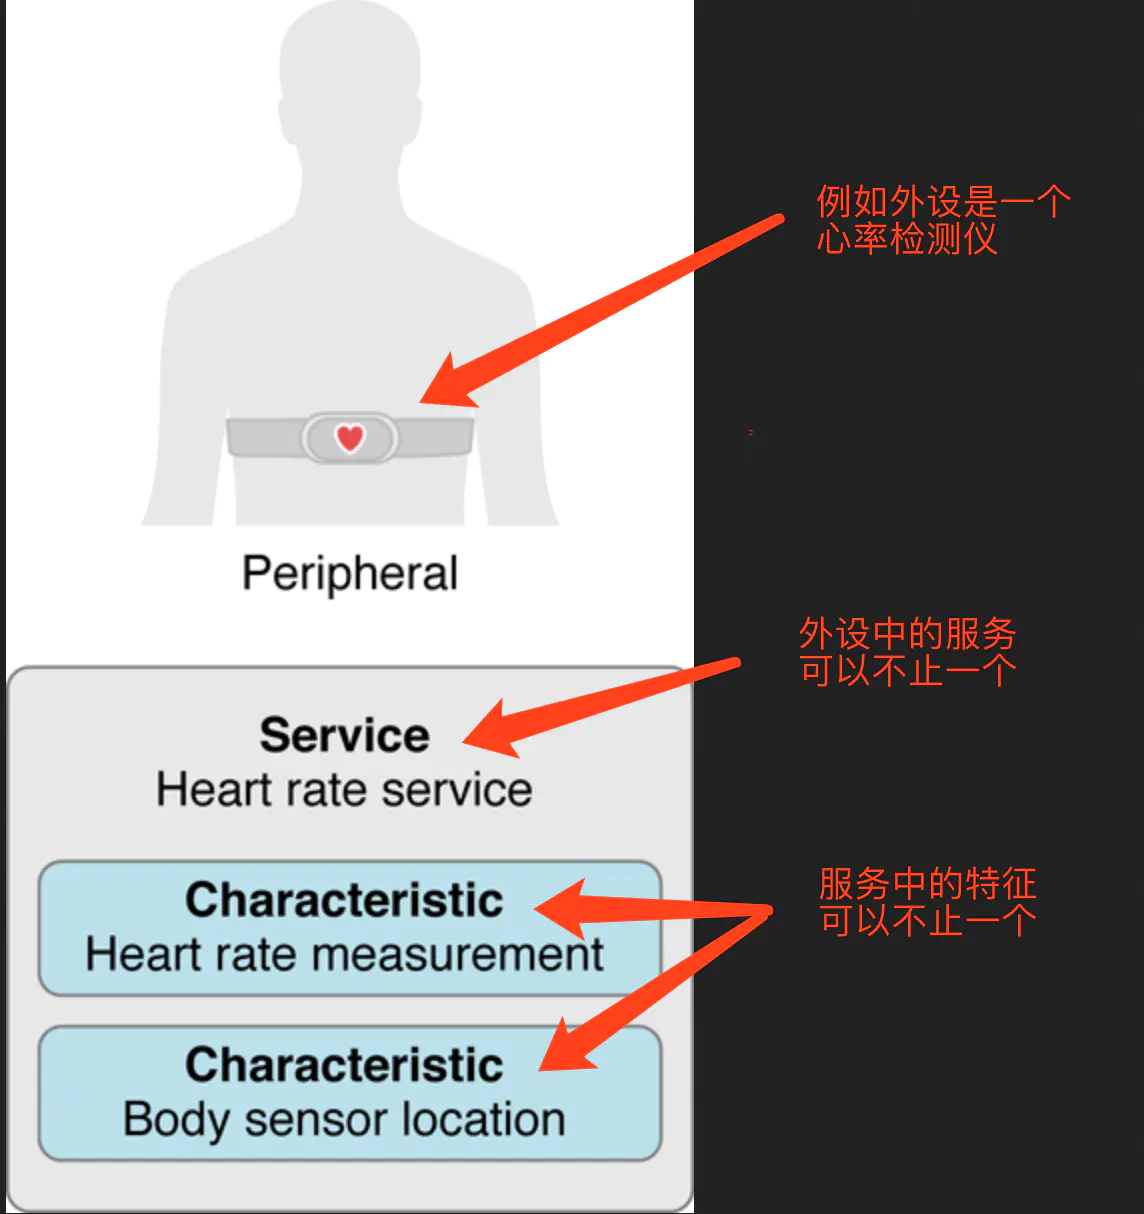 例如外设是一个
心率检测仪
Peripheral
外设中的服务
可以不止一个
Service
Heart rate service
服务中的特征
可以不止一个
Characteristic
Heart rate measurement
Characteristic
Body sensor location